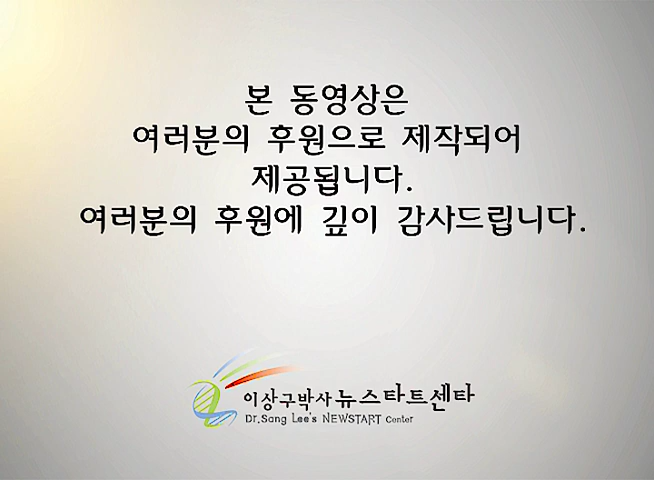 본 동영상은
여러분의 후원으로 제작되어
제공됩니다.
여러분의 후원에 깊이 감사드립니다.
이상구박사 뉴스타트센타
Dr.Sang Lee's NEWSTART Center